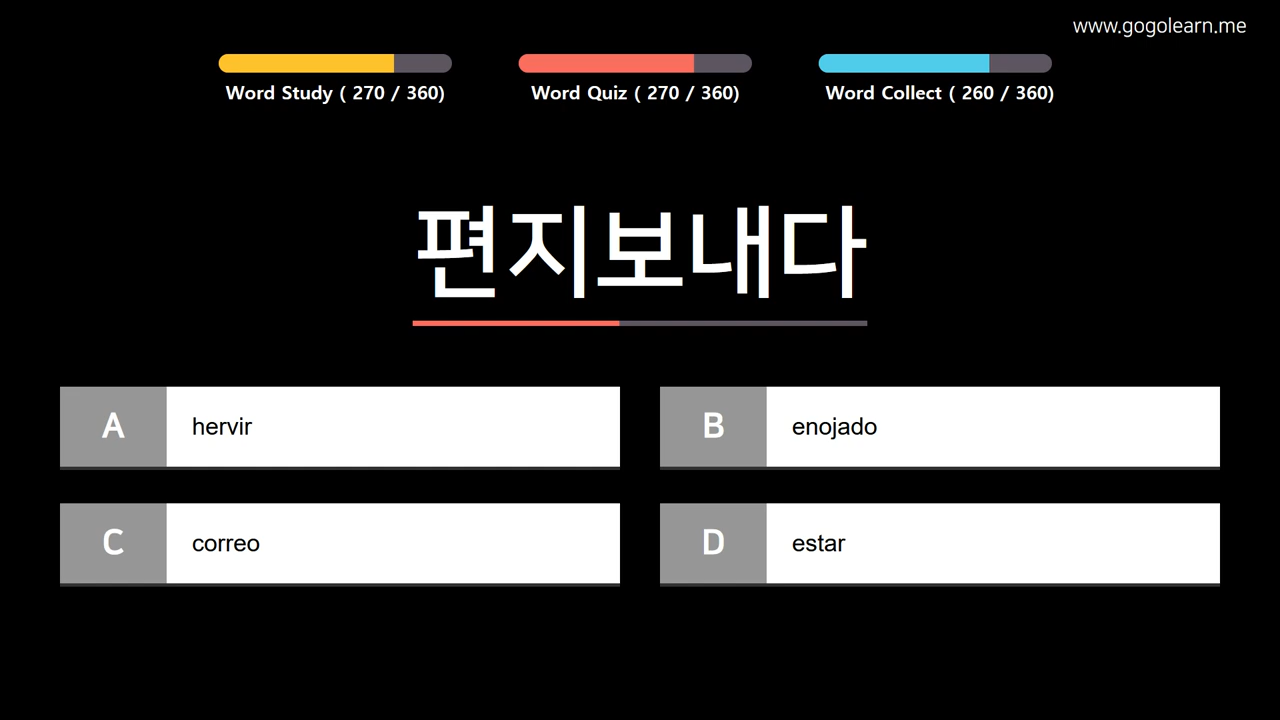 www.gogolearn.me
Word Study ( 270 / 360)
Word Quiz ( 270 / 360)
Word Collect ( 260 / 360)
편지보내다
A
hervir
B
enojado
C
correo
D
estar